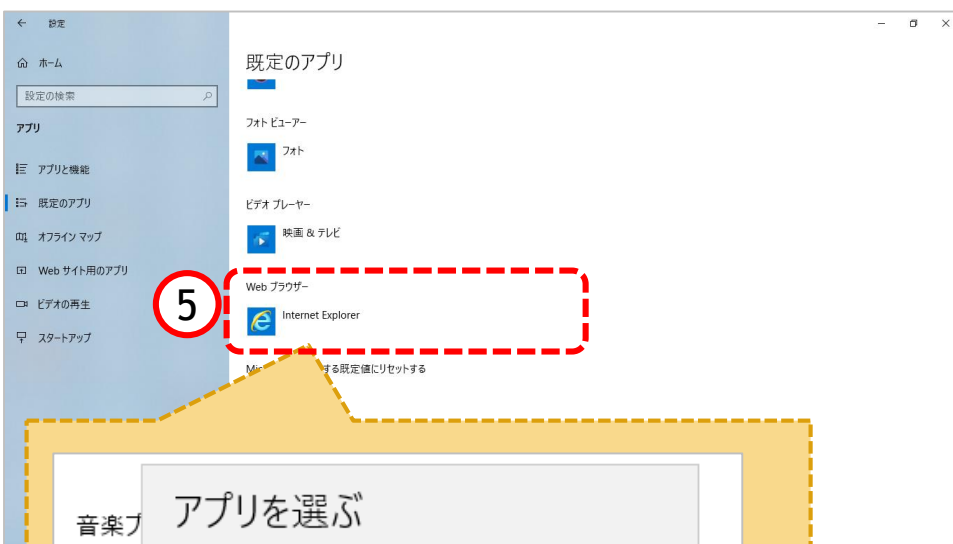 設定
ホーム
設定の検索
アプリ
アプリと機能
既定のアプリ
オフライン マップ
Web サイト用のアプリ
ビデオの再生
スタートアップ
既定のアプリ
フォト ビューアー
フォト
ビデオ プレーヤー
映画 & テレビ
5
Web ブラウザー
Internet Explorer
する既定値にリセットする
アプリを選ぶ
音楽プ